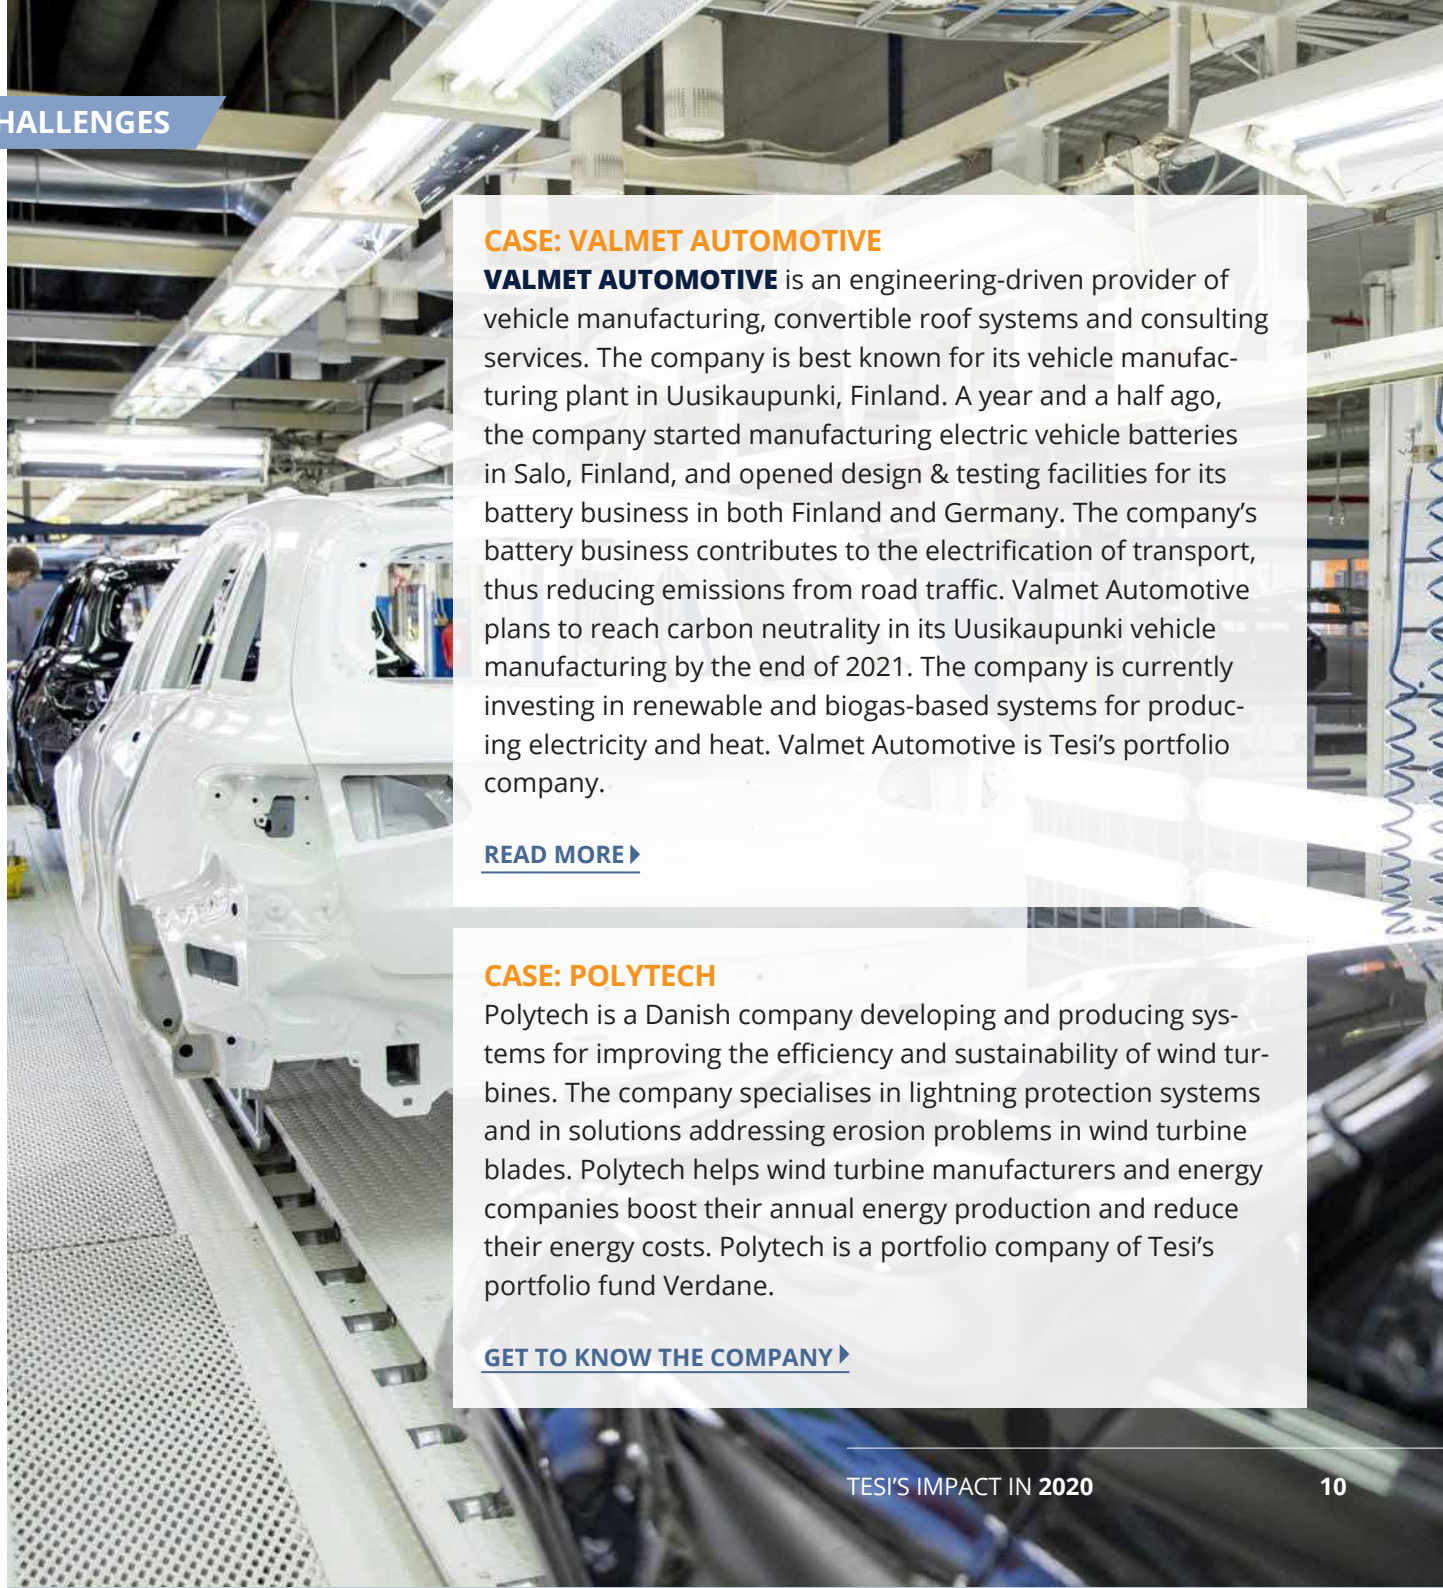 HALLENGES
CASE: VALMET AUTOMOTIVE
VALMET AUTOMOTIVE is an engineering-driven provider of
vehicle manufacturing, convertible roof systems and consulting
services. The company is best known for its vehicle manufac-
turing plant in Uusikaupunki, Finland. A year and a half ago,
the company started manufacturing electric vehicle batteries
in Salo, Finland, and opened design & testing facilities for its
battery business in both Finland and Germany. The company’s
battery business contributes to the electrification of transport,
thus reducing emissions from road traffic. Valmet Automotive
plans to reach carbon neutrality in its Uusikaupunki vehicle
manufacturing by the end of 2021. The company is currently
investing in renewable and biogas-based systems for produc-
ing electricity and heat. Valmet Automotive is Tesi’s portfolio
company.
READ MORE
CASE: POLYTECH
Polytech is a Danish company developing and producing sys-
tems for improving the efficiency and sustainability of wind tur-
bines. The company specialises in lightning protection systems
and in solutions addressing erosion problems in wind turbine
blades. Polytech helps wind turbine manufacturers and energy
companies boost their annual energy production and reduce
their energy costs. Polytech is a portfolio company of Tesi’s
portfolio fund Verdane.
GET TO KNOW THE COMPANY
TESI’S IMPACT IN 2020 10